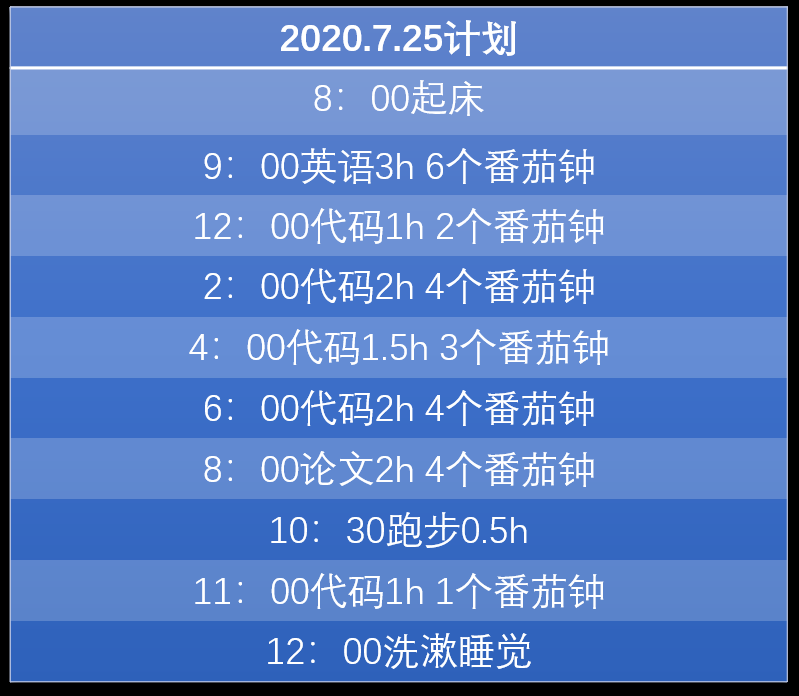 2020.7.25计划
8：00起床
9：00英语3h 6个番茄钟
12：00代码1h 2个番茄钟
2：00代码2h 4个番茄钟
4：00代码1.5h 3个番茄钟
6：00代码2h 4个番茄钟
8：00论文2h 4个番茄钟
10：30跑步0.5h
11：00代码1h 1个番茄钟
12：00洗漱睡觉